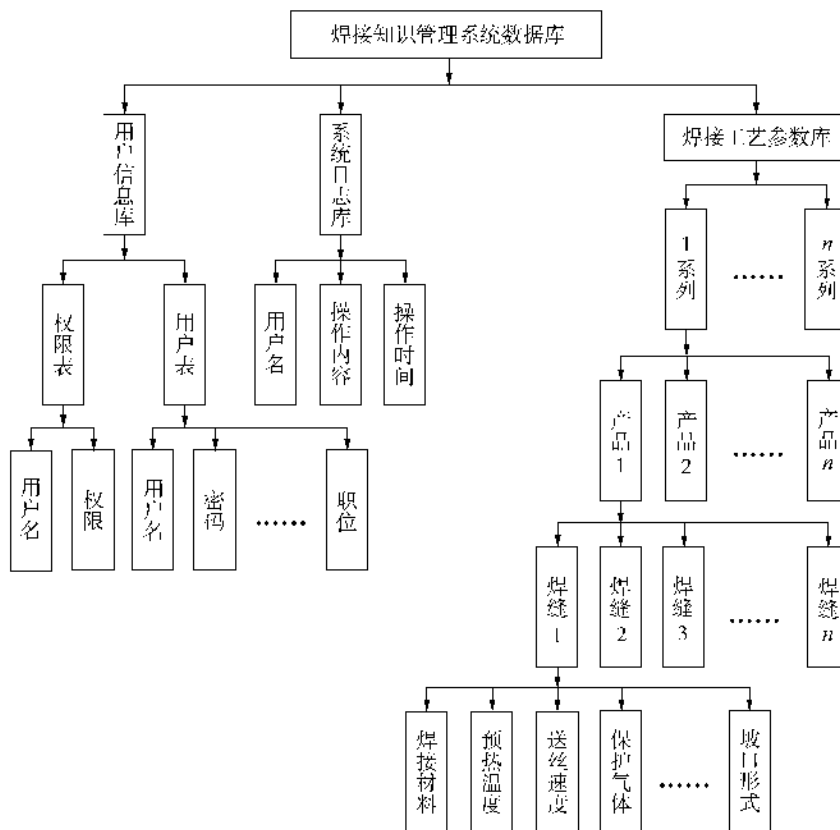 焊接知识管理系统数据库
用户信息库
系统日志库
焊接工艺参数库
1系列
……
n系列
权限表
用户表
用户名
操作内容
操作时间
产品1
产品2
……
产品n
用户名
权限
用户名
密码
……
职位
焊缝1
焊缝2
焊缝3
……
焊缝n
焊接材料
预热温度
送丝速度
保护气体
……
坡口形式